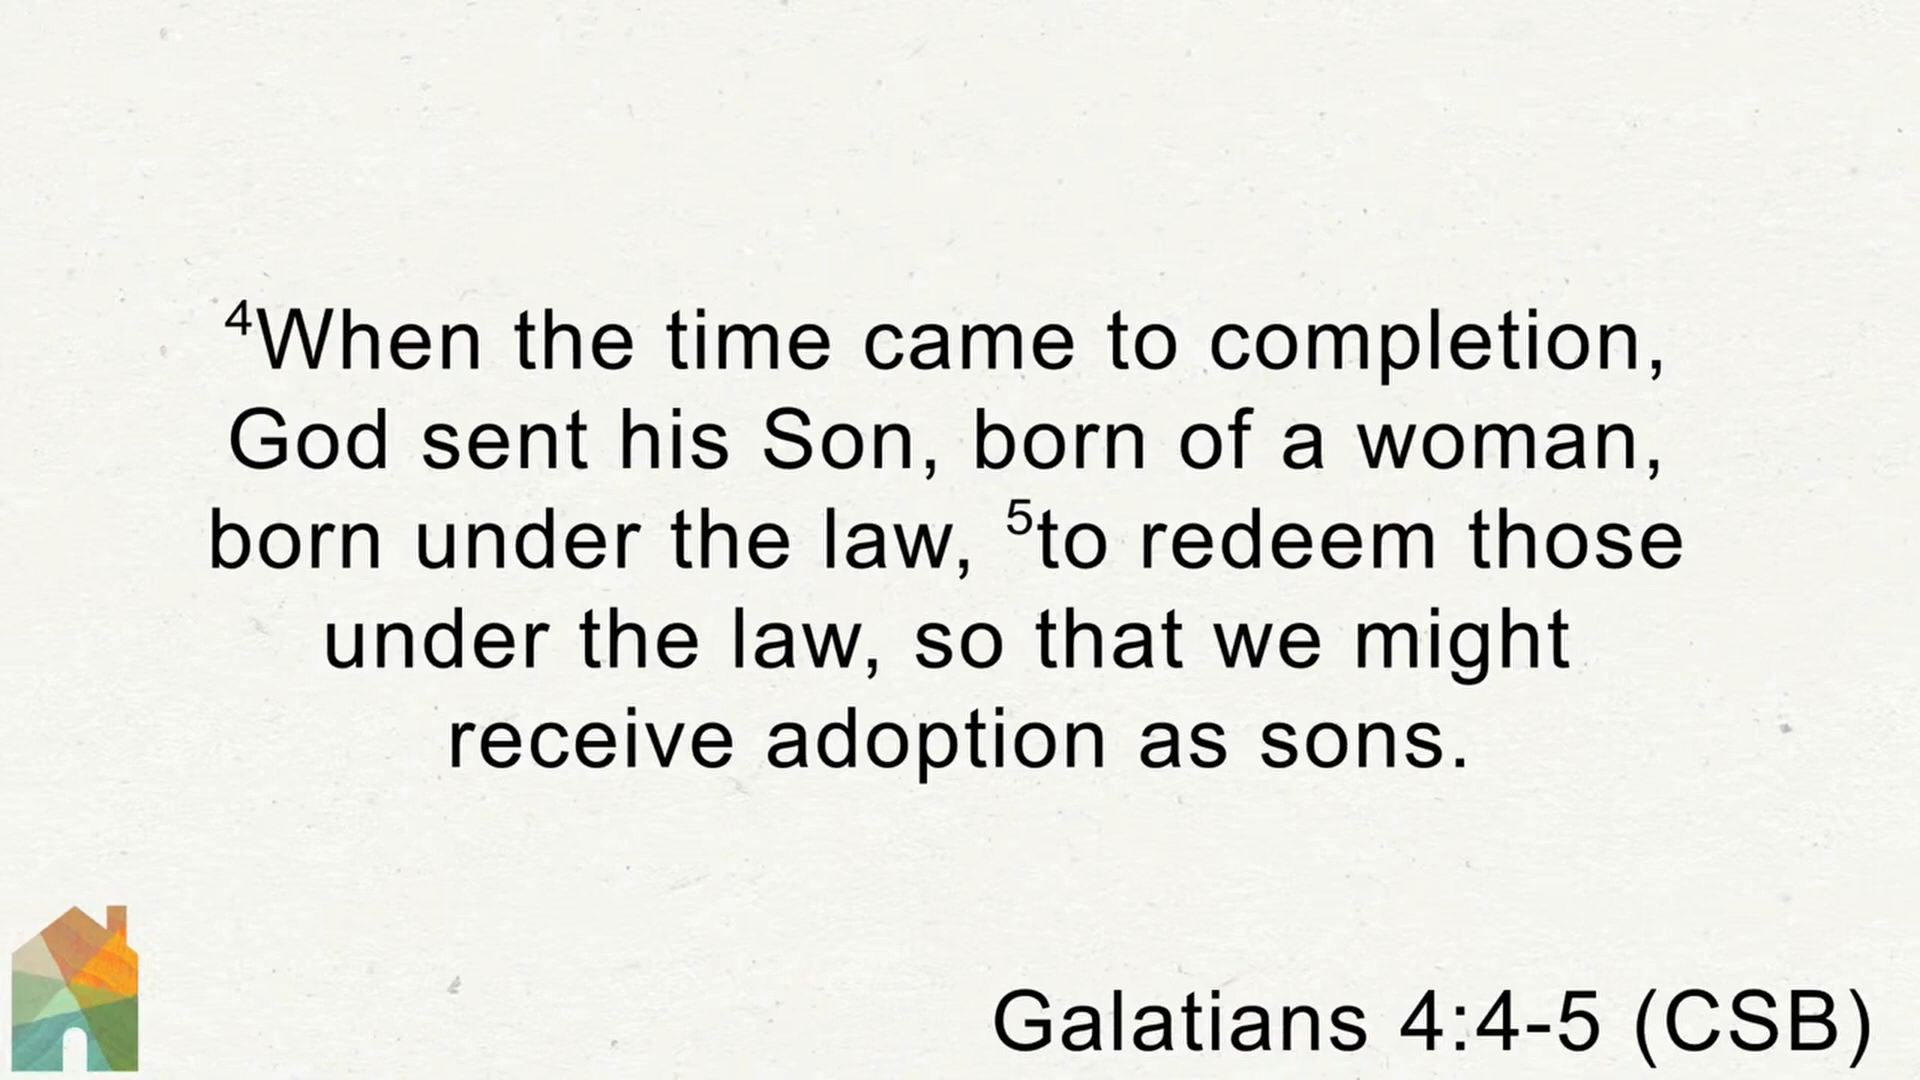 ⁴When the time came to completion,
God sent his Son, born of a woman,
born under the law, ⁵to redeem those
under the law, so that we might
receive adoption as sons.
Galatians 4:4-5 (CSB)